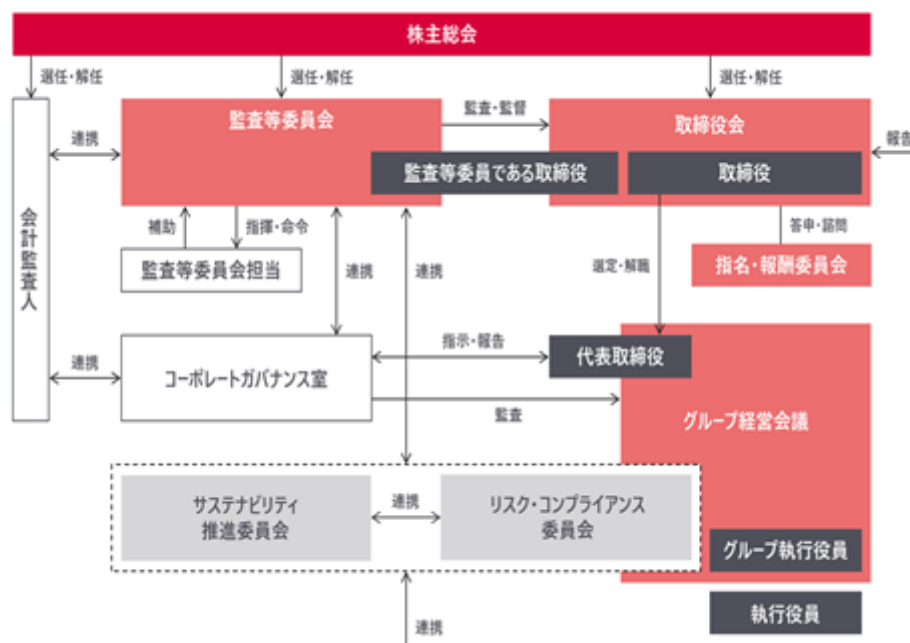 株主総会
選任・解任
選任・解任
選任・解任
監査等委員会
監査・監督
取締役会
報告
連携
監査等委員である取締役
取締役
会計監査人
補助
指揮・命令
答申・諮問
監査等委員会担当
連携
連携
選定・解職
指名・報酬委員会
指示・報告
代表取締役
連携
コーポレートガバナンス室
監査
グループ経営会議
サステナビリティ
推進委員会
連携
リスク・コンプライアンス
委員会
グループ執行役員
執行役員
連携